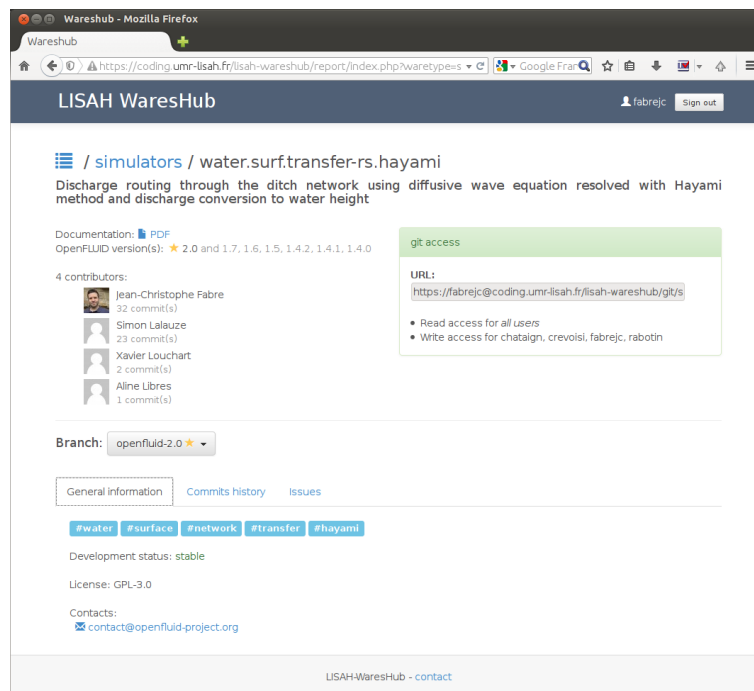 Wareshub - Mozilla Firefox
Wareshub
https://coding.umr-lisah.fr/lisah-wareshub/report/index.php?waretype=s
Google Fran
LISAH WaresHub
fabrejc
Sign out
/ simulators / water.surf.transfer-rs.hayami
Discharge routing through the ditch network using diffusive wave equation resolved with Hayami
method and discharge conversion to water height
Documentation: PDF
OpenFLUID version(s): ★ 2.0 and 1.7, 1.6, 1.5, 1.4.2, 1.4.1, 1.4.0
4 contributors:
Jean-Christophe Fabre
32 commit(s)
Simon Lalauze
23 commit(s)
Xavier Louchart
2 commit(s)
Aline Libres
1 commit(s)
git access
URL:
https://fabrejc@coding.umr-lisah.fr/lisah-wareshub/git/s
• Read access for all users
• Write access for chataign, crevoisi, fabrejc, rabotin
Branch: openfluid-2.0 ★
General information Commits history Issues
#water #surface #network #transfer #hayami
Development status: stable
License: GPL-3.0
Contacts:
contact@openfluid-project.org
LISAH-WaresHub - contact